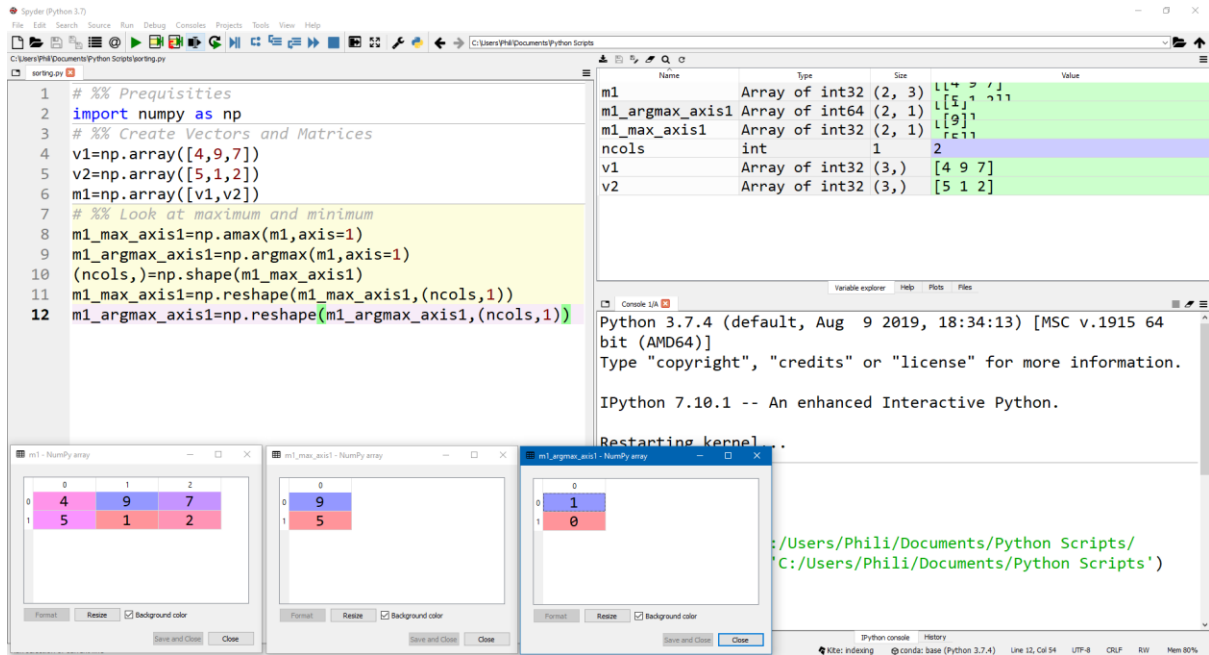 Spyder (Python 3.7)
File Edit Search Source Run Debug Consoles Projects Tools View Help
C:\Users\Phili\Documents\Python Scripts
C:\Users\Phili\Documents\Python Scripts\sorting.py
sorting.py
1 # %% Prequisities
2 import numpy as np
3 # %% Create Vectors and Matrices
4 v1=np.array([4,9,7])
5 v2=np.array([5,1,2])
6 m1=np.array([v1,v2])
7 # %% Look at maximum and minimum
8 m1_max_axis1=np.amax(m1,axis=1)
9 m1_argmax_axis1=np.argmax(m1,axis=1)
10 (ncols,)=np.shape(m1_max_axis1)
11 m1_max_axis1=np.reshape(m1_max_axis1,(ncols,1))
12 m1_argmax_axis1=np.reshape(m1_argmax_axis1,(ncols,1))
Name Type Size Value
m1 Array of int32 (2, 3)
m1_argmax_axis1 Array of int64 (2, 1)
m1_max_axis1 Array of int32 (2, 1)
ncols int 1 2
v1 Array of int32 (3,) [4 9 7]
v2 Array of int32 (3,) [5 1 2]
Variable explorer Help Plots Files
Console 1/A
Python 3.7.4 (default, Aug 9 2019, 18:34:13) [MSC v.1915 64
bit (AMD64)]
Type "copyright", "credits" or "license" for more information.
IPython 7.10.1 -- An enhanced Interactive Python.
Restarting kernel...
:/Users/Phili/Documents/Python Scripts/
'C:/Users/Phili/Documents/Python Scripts')
m1 - NumPy array
0 1 2
0 4 9 7
1 5 1 2
Format Resize Background color
Save and Close Close
m1_max_axis1 - NumPy array
0
0 9
1 5
Format Resize Background color
Save and Close Close
m1_argmax_axis1 - NumPy array
0
0 1
1 0
Format Resize Background color
Save and Close Close
IPython console History
Kite: indexing conda: base (Python 3.7.4) Line 12, Col 54 UTF-8 CRLF RW Mem 80%